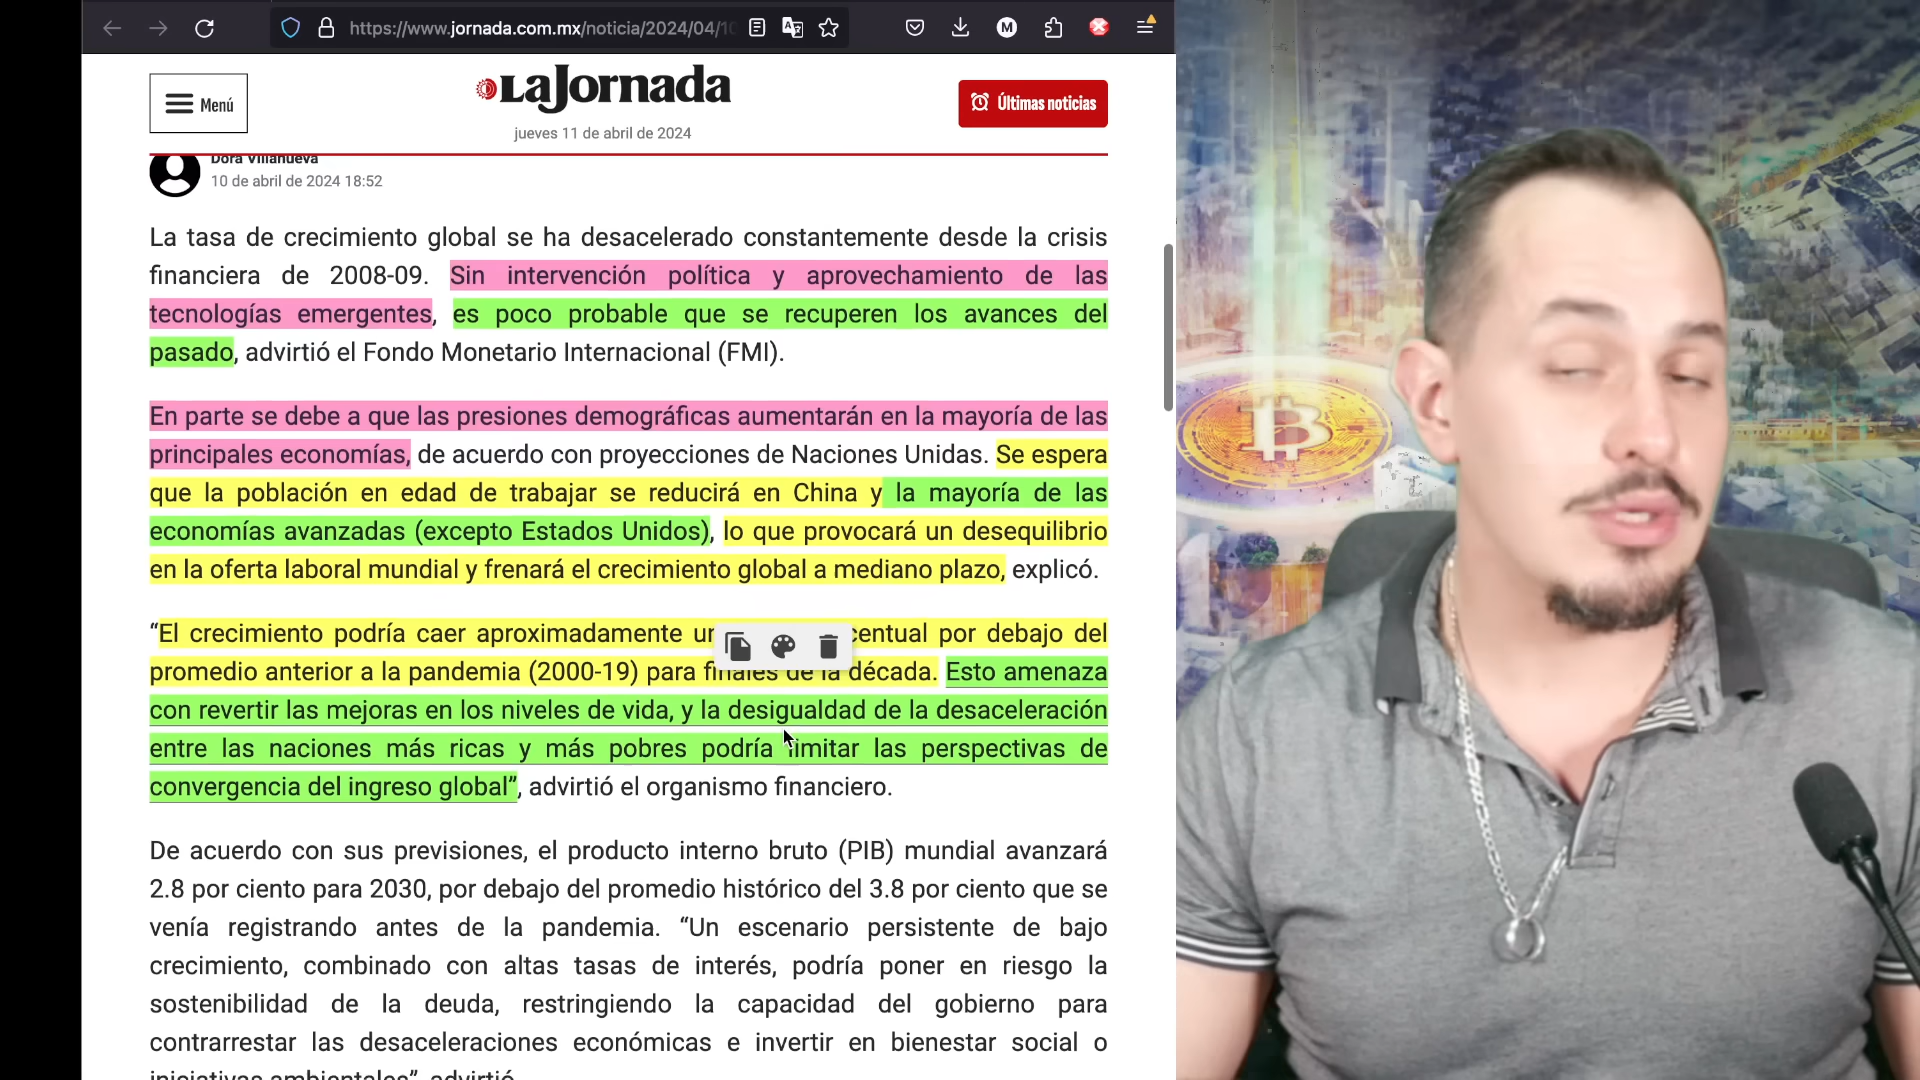 https://www.jornada.com.mx/noticia/2024/04/10
M
Menú
LaJornada
Últimas noticias
jueves 11 de abril de 2024
Dora Villanueva
10 de abril de 2024 18:52
La tasa de crecimiento global se ha desacelerado constantemente desde la crisis
financiera de 2008-09. Sin intervención política y aprovechamiento de las
tecnologías emergentes, es poco probable que se recuperen los avances del
pasado, advirtió el Fondo Monetario Internacional (FMI).
En parte se debe a que las presiones demográficas aumentarán en la mayoría de las
principales economías, de acuerdo con proyecciones de Naciones Unidas. Se espera
que la población en edad de trabajar se reducirá en China y la mayoría de las
economías avanzadas (excepto Estados Unidos), lo que provocará un desequilibrio
en la oferta laboral mundial y frenará el crecimiento global a mediano plazo, explicó.
“El crecimiento podría caer aproximadamente centual por debajo del
promedio anterior a la pandemia (2000-19) para finales de la década. Esto amenaza
con revertir las mejoras en los niveles de vida, y la desigualdad de la desaceleración
entre las naciones más ricas y más pobres podría limitar las perspectivas de
convergencia del ingreso global”, advirtió el organismo financiero.
De acuerdo con sus previsiones, el producto interno bruto (PIB) mundial avanzará
2.8 por ciento para 2030, por debajo del promedio histórico del 3.8 por ciento que se
venía registrando antes de la pandemia. “Un escenario persistente de bajo
crecimiento, combinado con altas tasas de interés, podría poner en riesgo la
sostenibilidad de la deuda, restringiendo la capacidad del gobierno para
contrarrestar las desaceleraciones económicas e invertir en bienestar social o
iniciativas ambientales”, advirtió